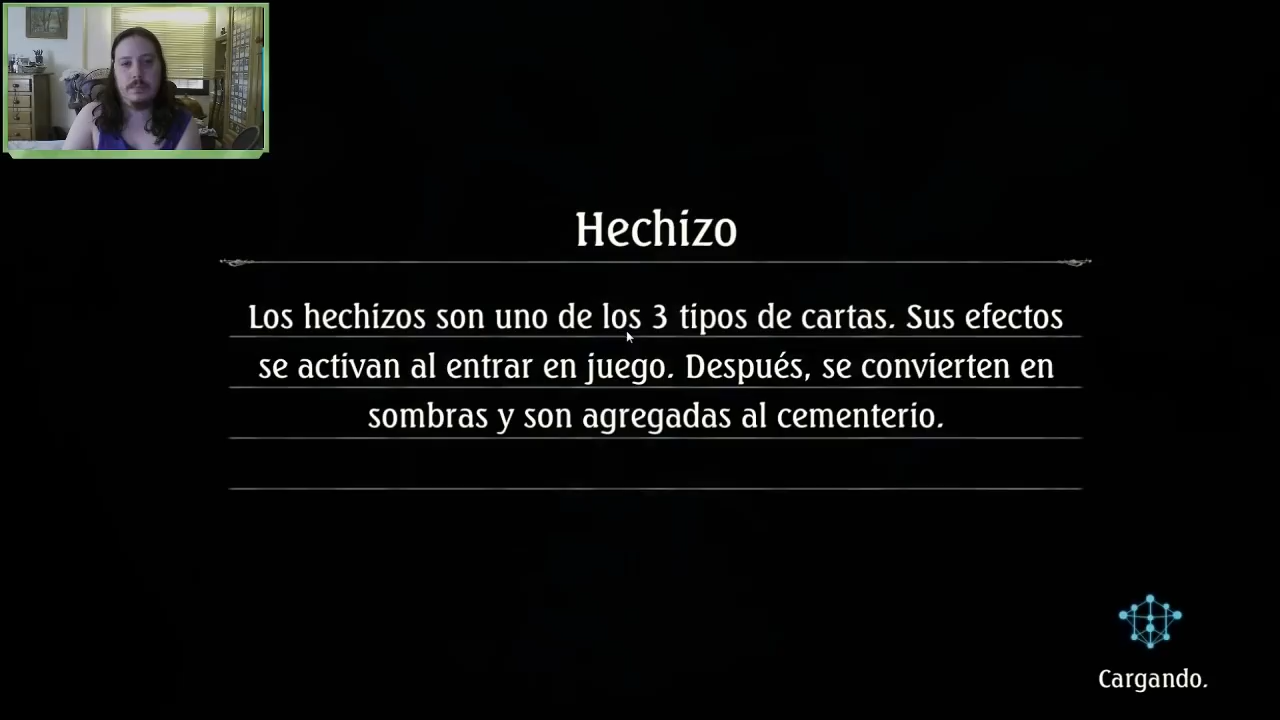 Hechizo
Los hechizos son uno de los 3 tipos de cartas. Sus efectos
se activan al entrar en juego. Después, se convierten en
sombras y son agregadas al cementerio.
Cargando.